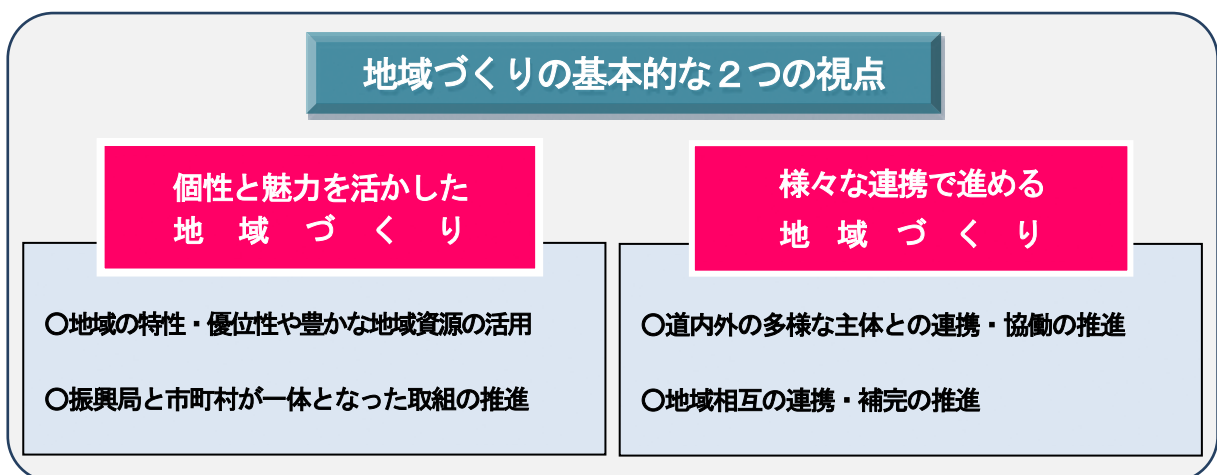 地域づくりの基本的な２つの視点
個性と魅力を活かした
地域づくり
〇地域の特性・優位性や豊かな地域資源の活用
〇振興局と市町村が一体となった取組の推進
様々な連携で進める
地域づくり
〇道内外の多様な主体との連携・協働の推進
〇地域相互の連携・補完の推進